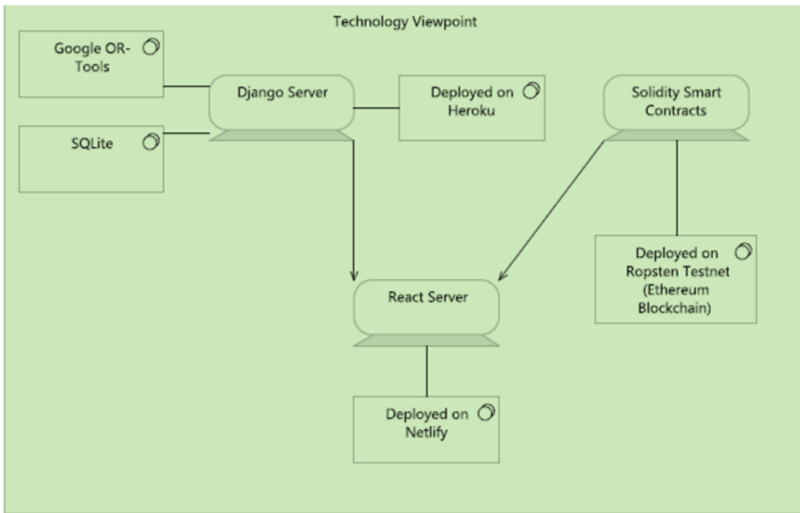 Technology Viewpoint
Google OR-
Tools
SQLite
Django Server
Deployed on
Heroku
Solidity Smart
Contracts
Deployed on
Ropsten Testnet
(Ethereum
Blockchain)
React Server
Deployed on
Netlify